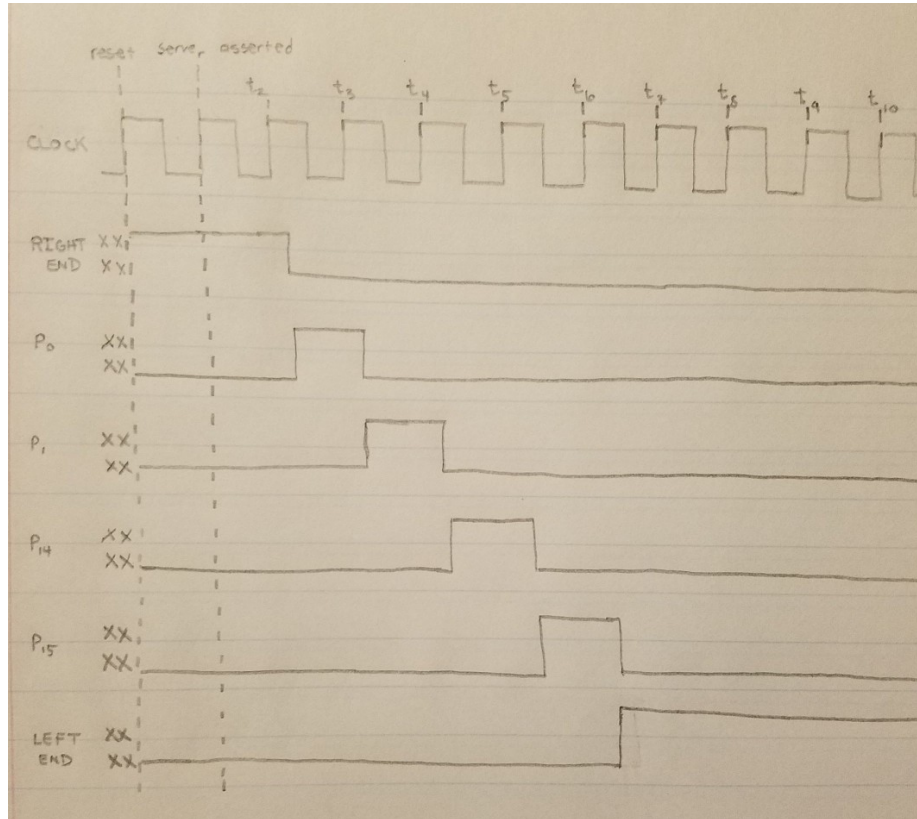 reset serve, asserted
t2 t3 t4 t5 t6 t7 t8 t9 t10
CLOCK
RIGHT XX
END XX
P0 XX
XX
P1 XX
XX
P14 XX
XX
P15 XX
XX
LEFT XX
END XX